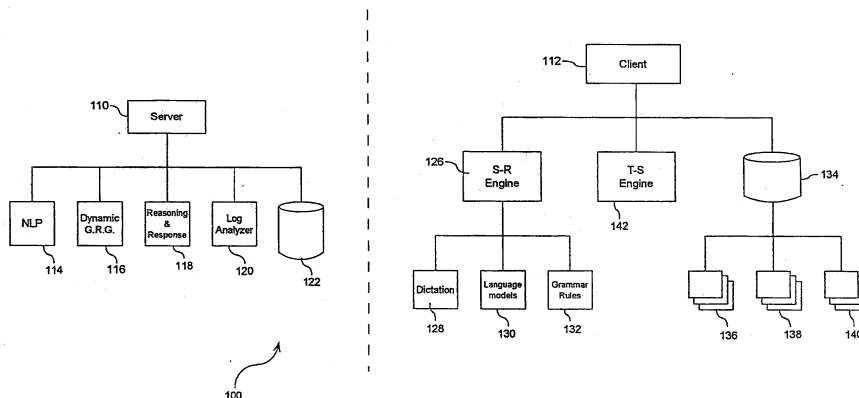 110
Server
NLP
Dynamic
G.R.G.
Reasoning
&
Response
Log
Analyzer
114
116
118
120
122
100
112
Client
126
S-R
Engine
T-S
Engine
142
134
Dictation
Language
models
Grammar
Rules
128
130
132
136
138
140